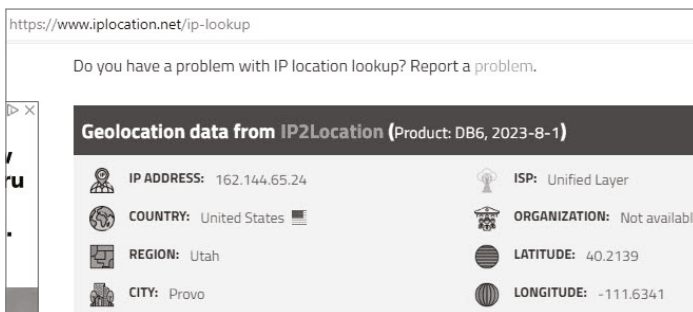 https://www.iplocation.net/ip-lookup
Do you have a problem with IP location lookup? Report a problem.
Geolocation data from IP2Location (Product: DB6, 2023-8-1)
IP ADDRESS: 162.144.65.24
ISP: Unified Layer
COUNTRY: United States
ORGANIZATION: Not availabl
REGION: Utah
LATITUDE: 40.2139
CITY: Provo
LONGITUDE: -111.6341
ru